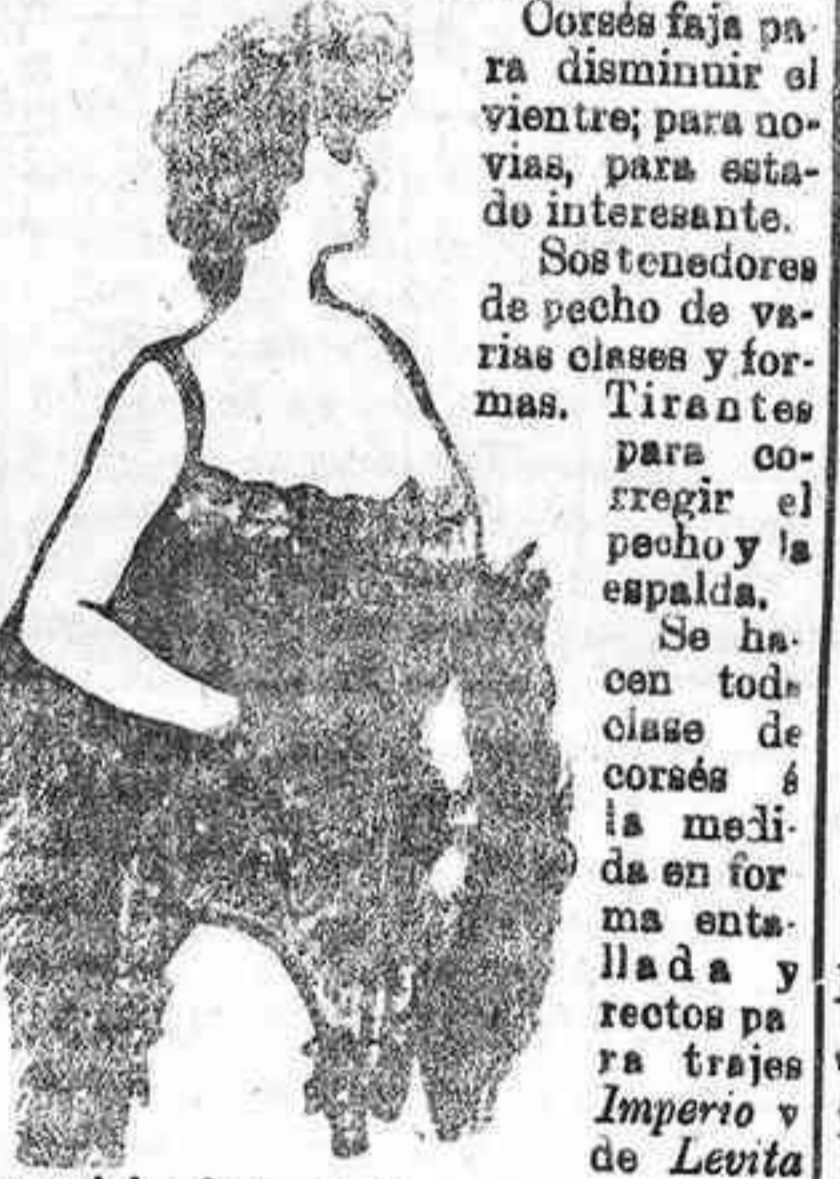 Corsés faja pa-
ra disminuir el
vientre; para no-
vias, para esta-
do interesante.
Sostenedores
de pecho de va-
rias clases y for-
mas. Tirantes
para co-
rregir el
pecho y la
espalda.
Se ha-
cen toda
clase de
corsés á
la medi-
da en for
ma enta-
llada y
rectos pa
ra trajes
Imperio y
de Levita